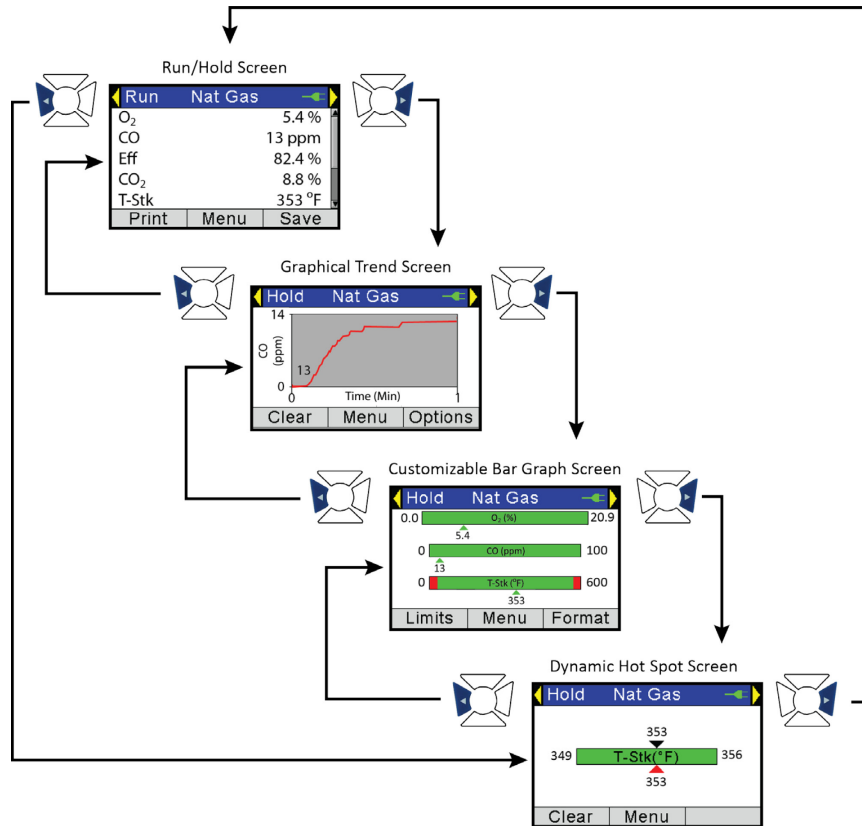 Run/Hold Screen
Run Nat Gas
O₂ 5.4 %
CO 13 ppm
Eff 82.4 %
CO₂ 8.8 %
T-Stk 353 °F
Print Menu Save
Graphical Trend Screen
Hold Nat Gas
14
CO
(ppm)
13
0
0 Time (Min) 1
Clear Menu Options
Customizable Bar Graph Screen
Hold Nat Gas
0.0 O₂ (%) 20.9
5.4
0 CO (ppm) 100
13
0 T-Stk (°F) 600
353
Limits Menu Format
Dynamic Hot Spot Screen
Hold Nat Gas
353
349 T-Stk(°F) 356
353
Clear Menu